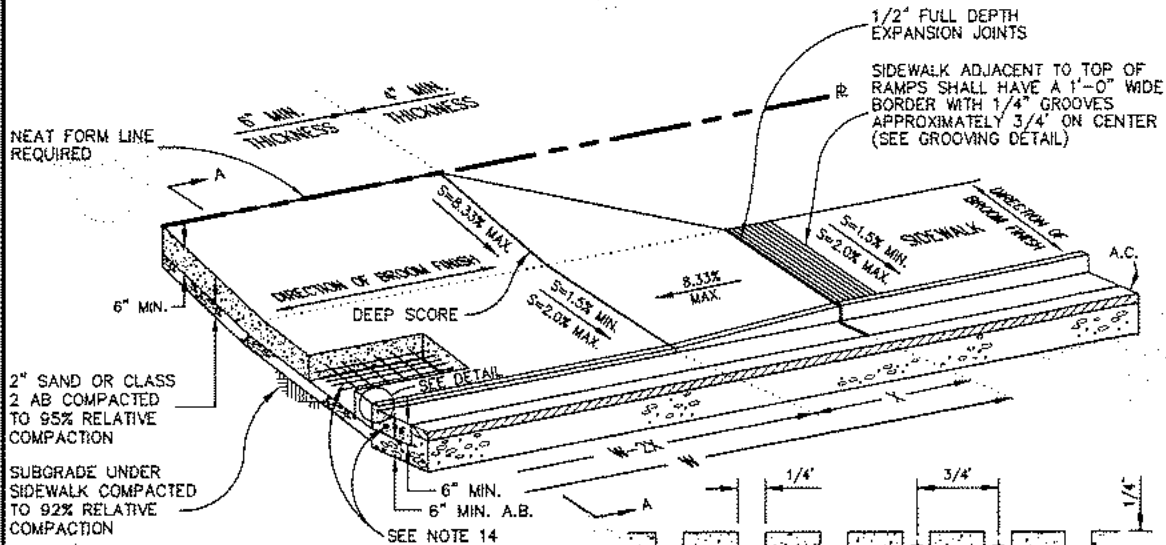 1/2" FULL DEPTH
EXPANSION JOINTS
SIDEWALK ADJACENT TO TOP OF
RAMPS SHALL HAVE A 1'-0" WIDE
BORDER WITH 1/4" GROOVES
APPROXIMATELY 3/4" ON CENTER
(SEE GROOVING DETAIL)
6" MIN.
THICKNESS
4" MIN.
THICKNESS
NEAT FORM LINE
REQUIRED
A
S=8.33% MAX.
DIRECTION OF BROOM FINISH
DEEP SCORE
S=1.5% MIN.
S=2.0% MAX.
8.33%
MAX.
S=1.5% MIN.
S=2.0% MAX.
SIDEWALK
DIRECTION OF
BROOM FINISH
A.C.
6" MIN.
2" SAND OR CLASS
2 AB COMPACTED
TO 95% RELATIVE
COMPACTION
SEE DETAIL
SUBGRADE UNDER
SIDEWALK COMPACTED
TO 92% RELATIVE
COMPACTION
6" MIN.
6" MIN. A.B.
SEE NOTE 14
W-2X
X
W
A
1/4"
3/4"
1/4"